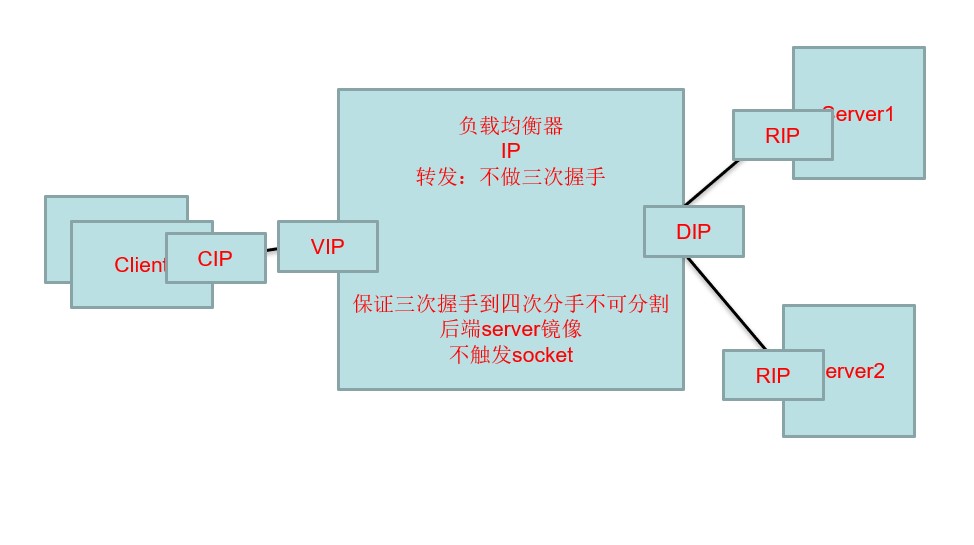 负载均衡器
IP
转发：不做三次握手
Client
CIP
VIP
DIP
保证三次握手到四次分手不可分割
后端server镜像
不触发socket
RIP
Server1
RIP
erver2